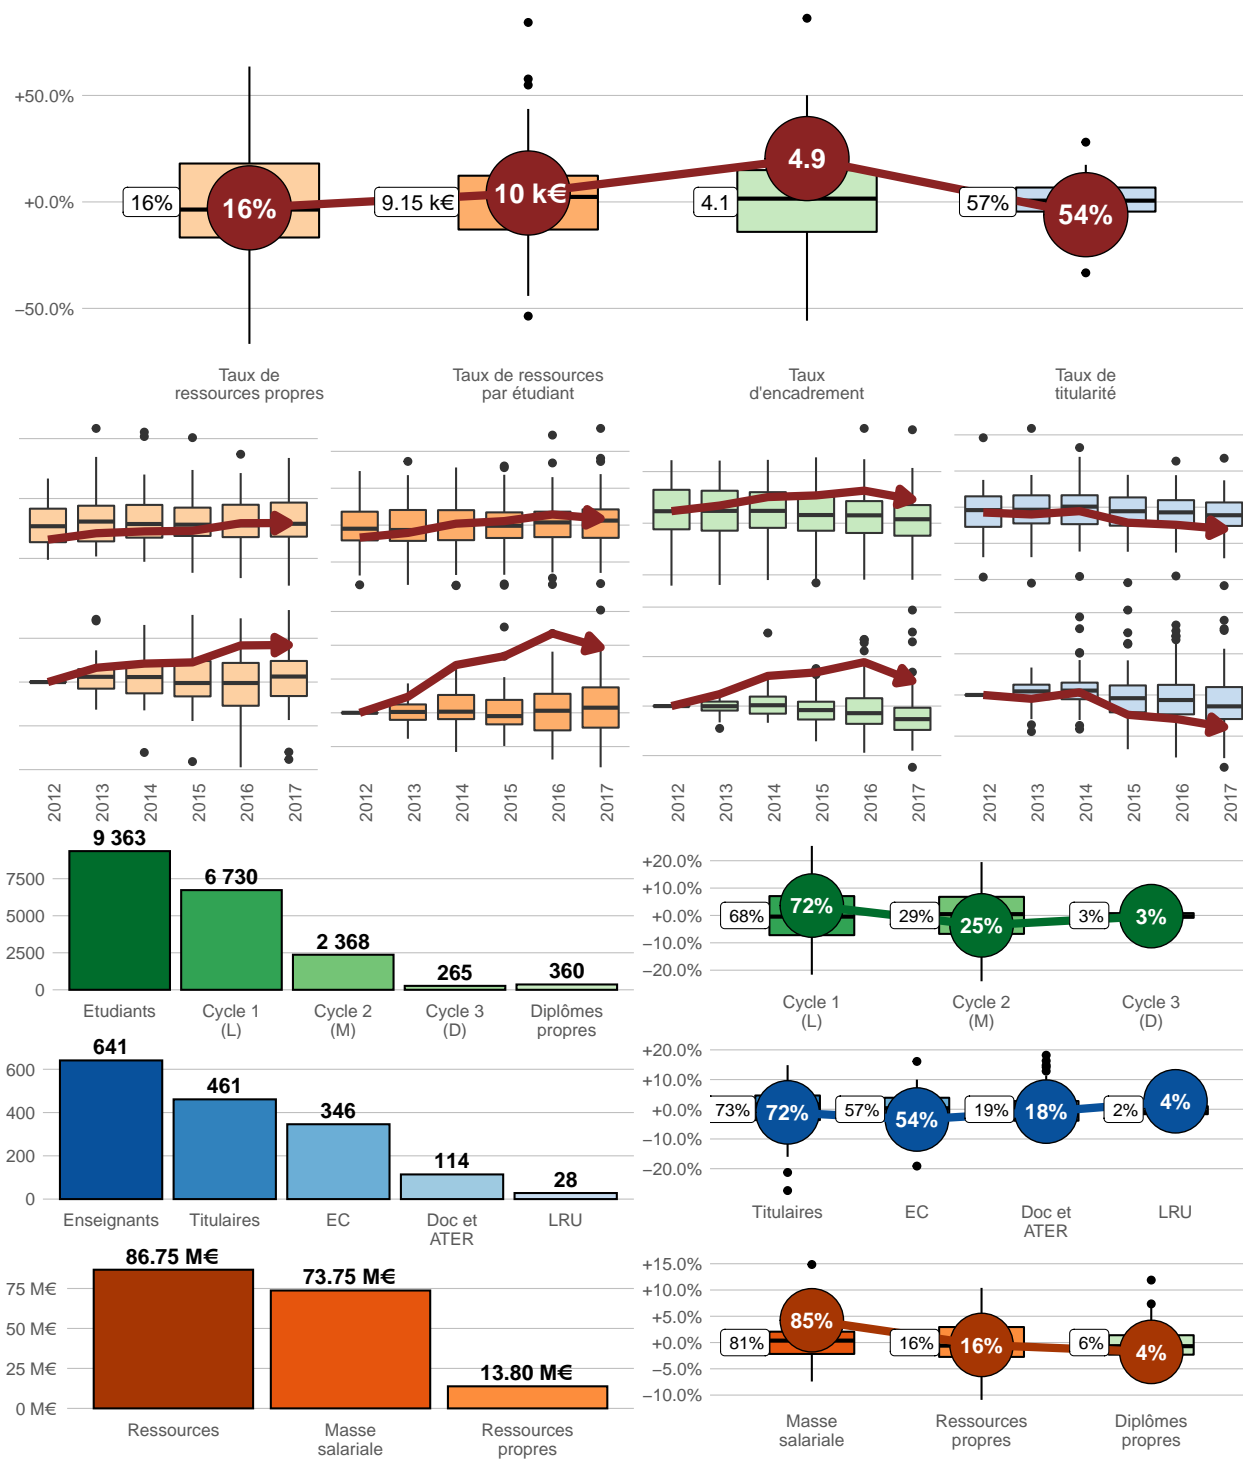 +50.0%
+0.0%
−50.0%
16%
16%
9.15 k€
10 k€
4.1
4.9
57%
54%
Taux de
ressources propres
Taux de ressources
par étudiant
Taux
d'encadrement
Taux de
titularité
2012
2013
2014
2015
2016
2017
2012
2013
2014
2015
2016
2017
2012
2013
2014
2015
2016
2017
2012
2013
2014
2015
2016
2017
7500
5000
2500
0
9 363
6 730
2 368
265
360
Etudiants
Cycle 1
(L)
Cycle 2
(M)
Cycle 3
(D)
Diplômes
propres
+20.0%
+10.0%
+0.0%
−10.0%
−20.0%
68%
72%
29%
25%
3%
3%
Cycle 1
(L)
Cycle 2
(M)
Cycle 3
(D)
600
400
200
0
641
461
346
114
28
Enseignants
Titulaires
EC
Doc et
ATER
LRU
+20.0%
+10.0%
+0.0%
−10.0%
−20.0%
73%
72%
57%
54%
19%
18%
2%
4%
Titulaires
EC
Doc et
ATER
LRU
75 M€
50 M€
25 M€
0 M€
86.75 M€
73.75 M€
13.80 M€
Ressources
Masse
salariale
Ressources
propres
+15.0%
+10.0%
+5.0%
+0.0%
−5.0%
−10.0%
81%
85%
16%
16%
6%
4%
Masse
salariale
Ressources
propres
Diplômes
propres